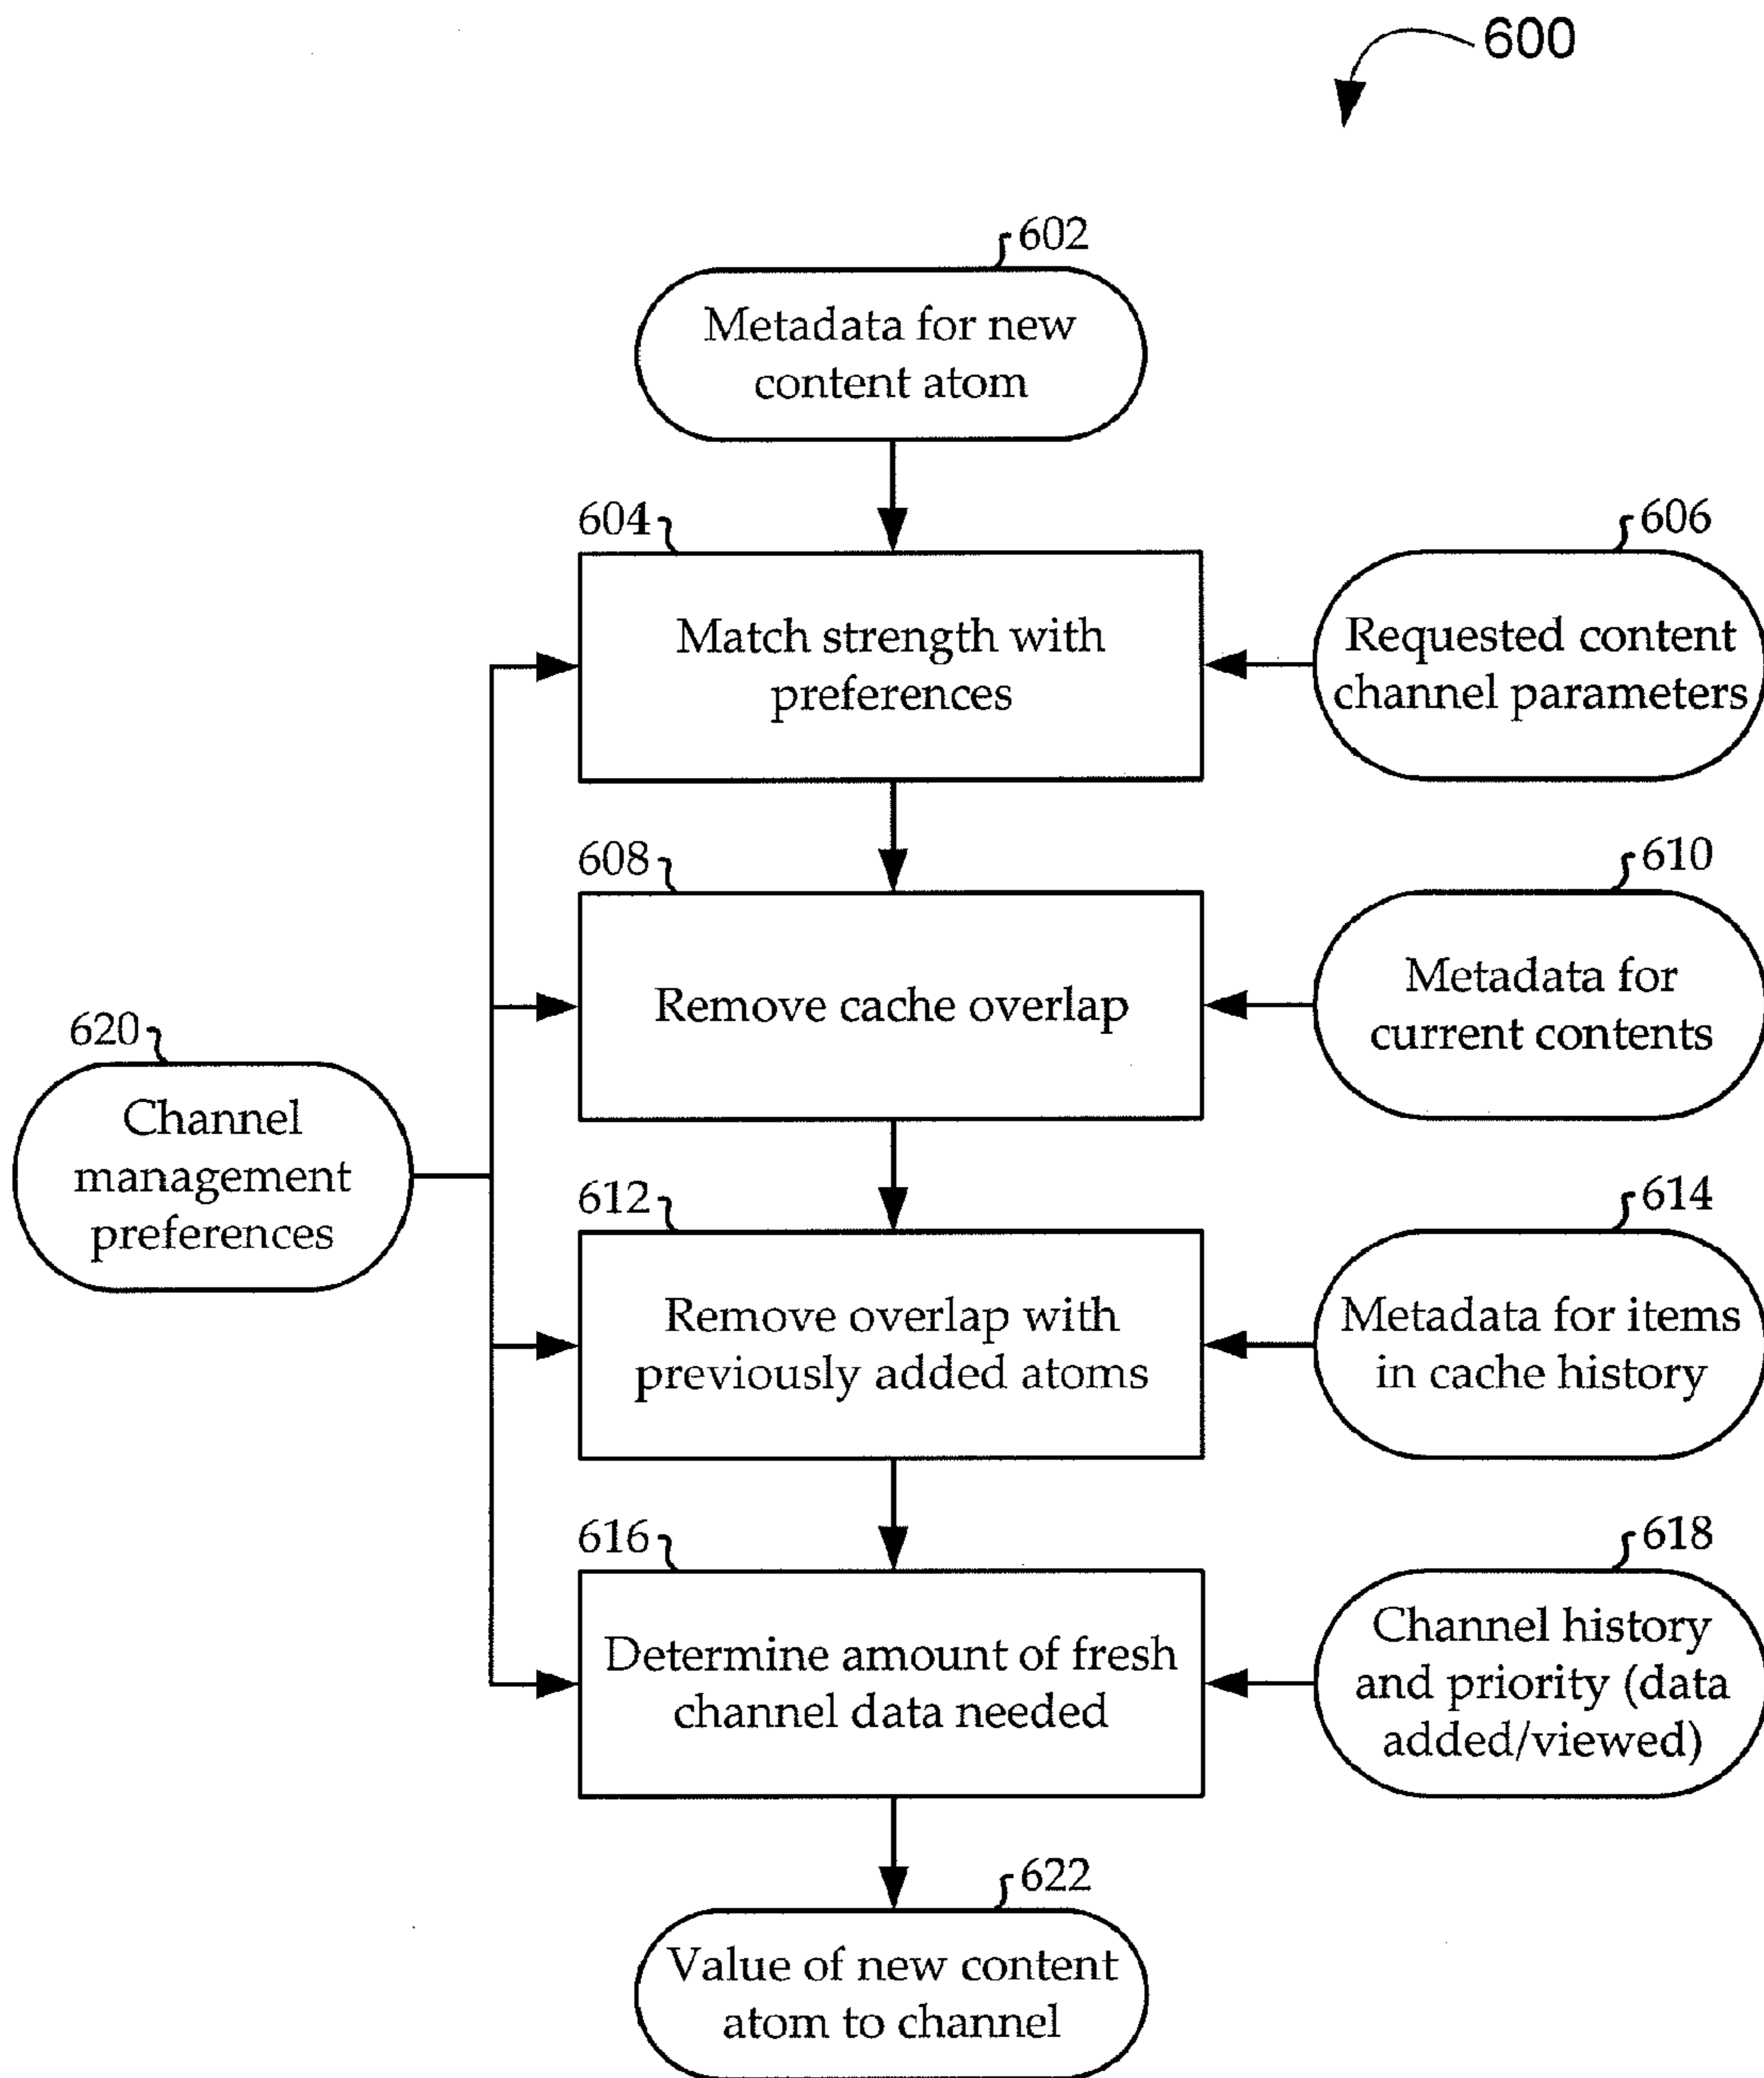 600
602
Metadata for new
content atom
604
Match strength with
preferences
606
Requested content
channel parameters
608
Remove cache overlap
610
Metadata for
current contents
620
Channel
management
preferences
612
Remove overlap with
previously added atoms
614
Metadata for items
in cache history
616
Determine amount of fresh
channel data needed
618
Channel history
and priority (data
added/viewed)
622
Value of new content
atom to channel